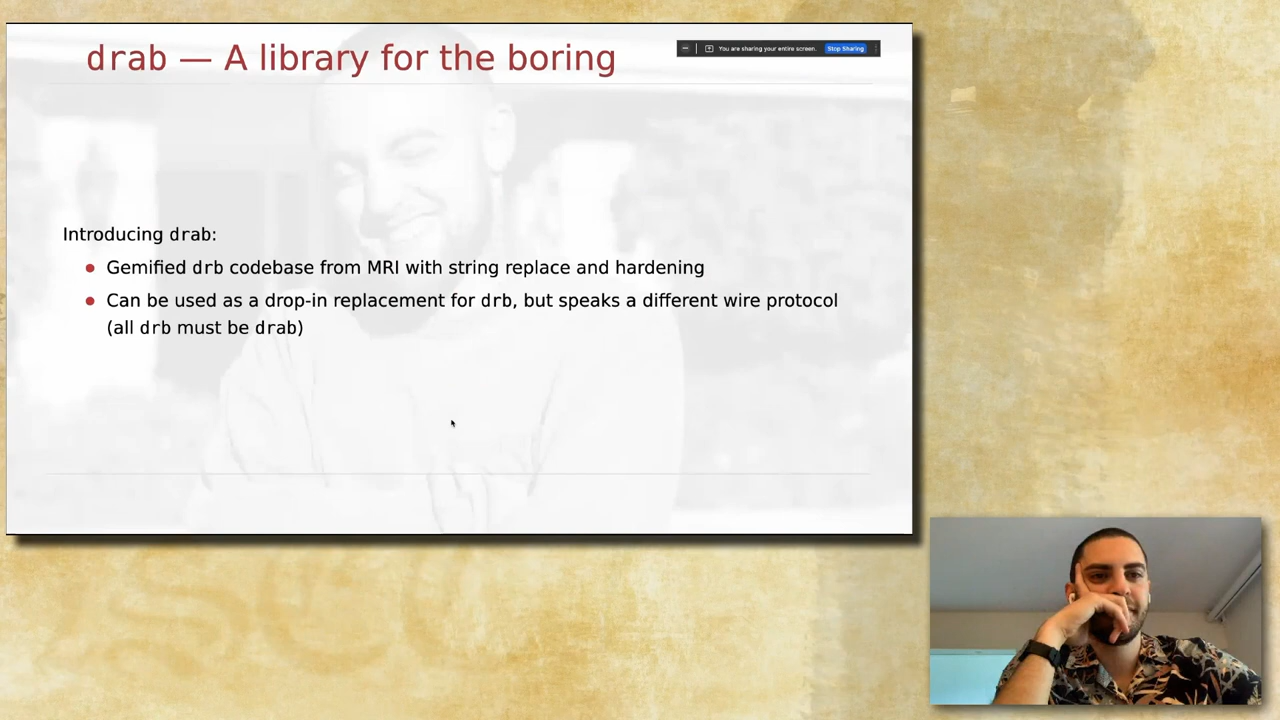 drab — A library for the boring
You are sharing your entire screen. Stop Sharing
Introducing drab:
Gemified drb codebase from MRI with string replace and hardening
Can be used as a drop-in replacement for drb, but speaks a different wire protocol
(all drb must be drab)